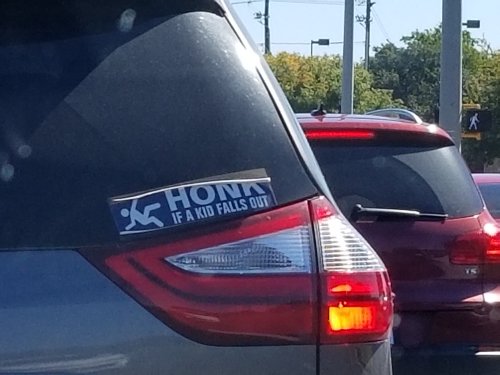 HONK
IF A KID FALLS OUT